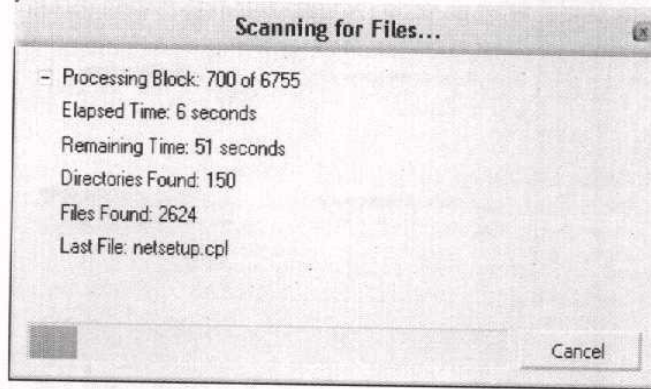 Scanning for Files...
Processing Block: 700 of 6755
Elapsed Time: 6 seconds
Remaining Time: 51 seconds
Directories Found: 150
Files Found: 2624
Last File: netsetup.cpl
Cancel